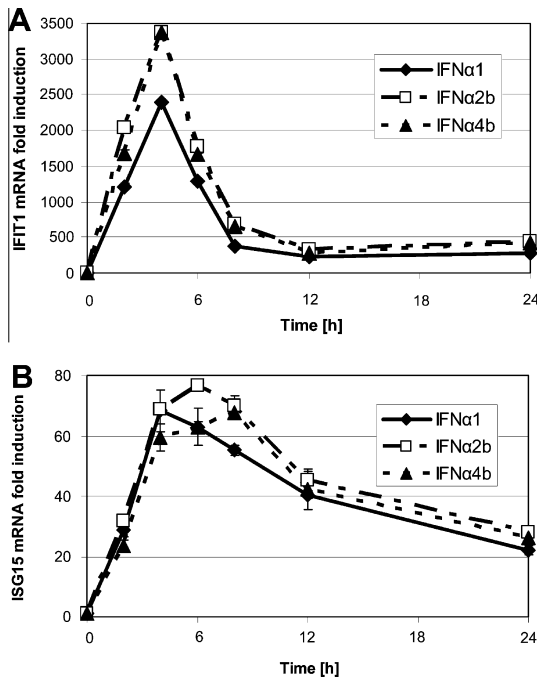 A
IFIT1 mRNA fold induction
3500
3000
2500
2000
1500
1000
500
0
IFNα1
IFNα2b
IFNα4b
0 6 12 18 24
Time [h]
B
ISG15 mRNA fold induction
80
60
40
20
0
IFNα1
IFNα2b
IFNα4b
0 6 12 18 24
Time [h]